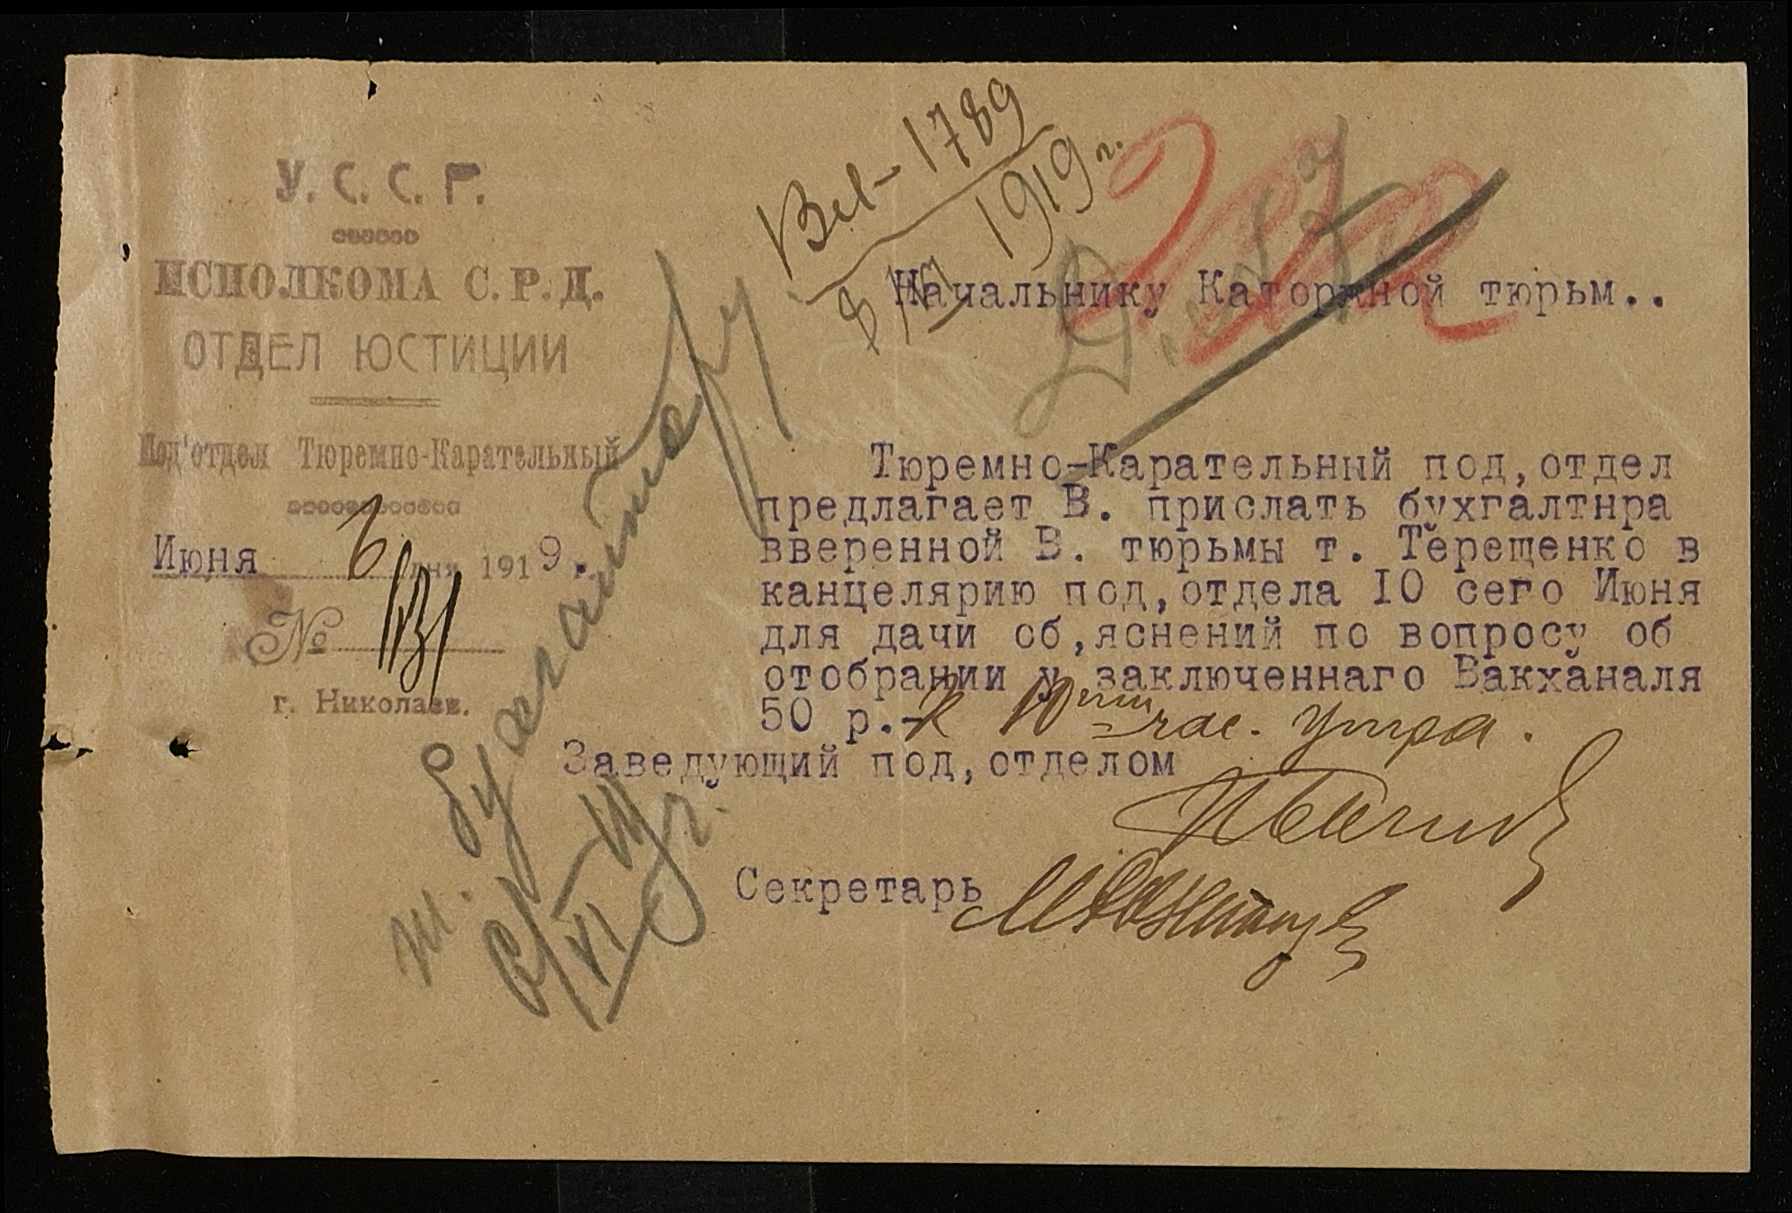 У. С. С. Р.
ИСПОЛКОМА С. Р. Д.
ОТДЕЛ ЮСТИЦИИ
Под'отдел Тюремно-Карательный
Июня 6 дня 1919.
№
г. Николаев.
Вх-1789
8/VI 1919 г.
Начальнику Каторжной тюрьм..
Тюремно-Карательный под,отдел
предлагает В. прислать бухгалтнра
вверенной В. тюрьмы т. Терещенко в
канцелярию под,отдела 10 сего Июня
для дачи об,яснений по вопросу об
отобрании у заключеннаго Вакханаля
50 р.- К 10ти час. утра.
Заведующий под,отделом
Секретарь
т. бухгалтеру